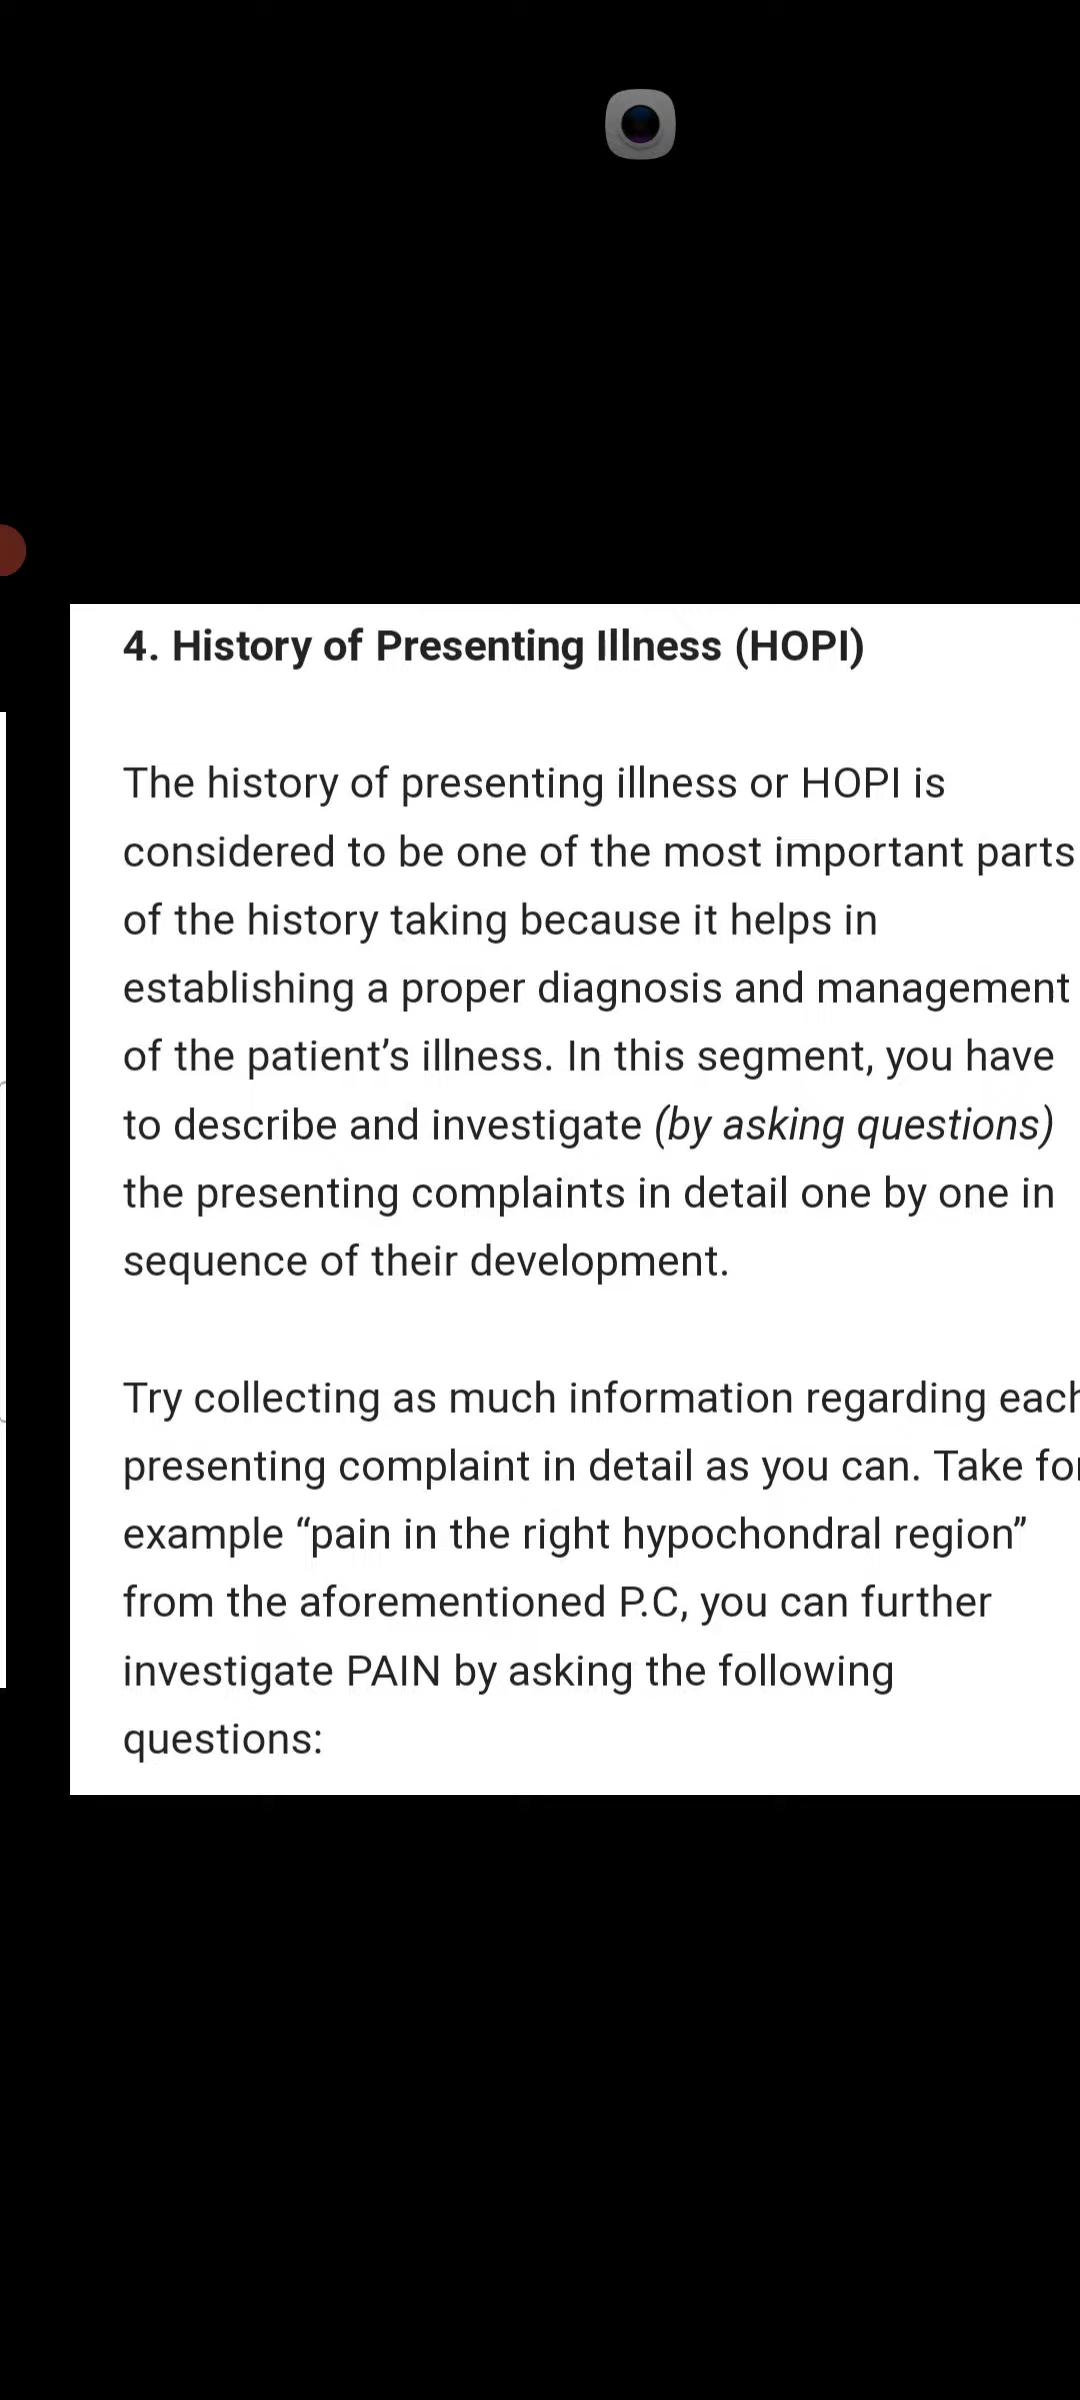 4. History of Presenting Illness (HOPI)
The history of presenting illness or HOPI is
considered to be one of the most important parts
of the history taking because it helps in
establishing a proper diagnosis and management
of the patient’s illness. In this segment, you have
to describe and investigate (by asking questions)
the presenting complaints in detail one by one in
sequence of their development.
Try collecting as much information regarding each
presenting complaint in detail as you can. Take for
example “pain in the right hypochondral region”
from the aforementioned P.C, you can further
investigate PAIN by asking the following
questions: